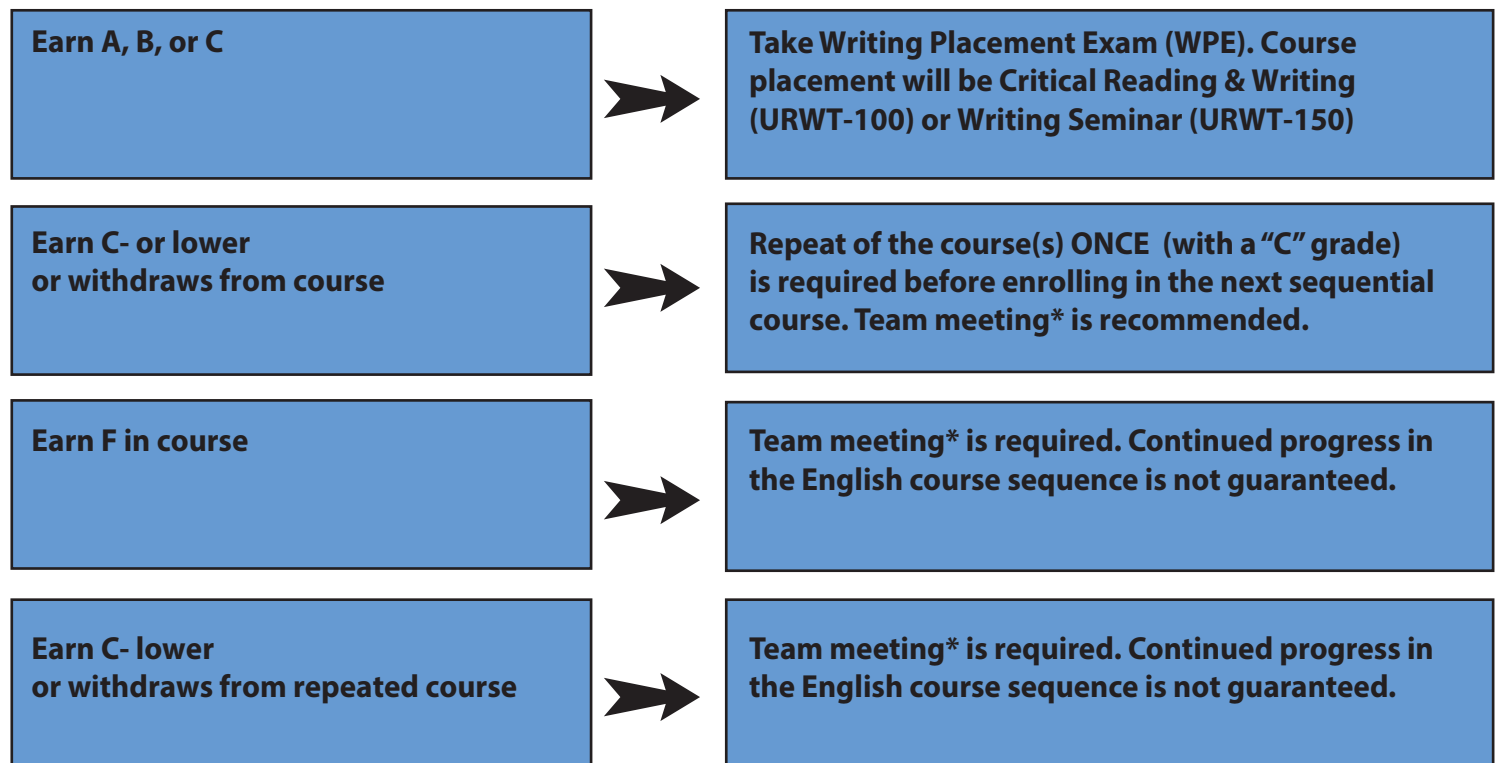 Earn A, B, or C
Take Writing Placement Exam (WPE). Course
placement will be Critical Reading & Writing
(URWT-100) or Writing Seminar (URWT-150)
Earn C- or lower
or withdraws from course
Repeat of the course(s) ONCE (with a “C” grade)
is required before enrolling in the next sequential
course. Team meeting* is recommended.
Earn F in course
Team meeting* is required. Continued progress in
the English course sequence is not guaranteed.
Earn C- lower
or withdraws from repeated course
Team meeting* is required. Continued progress in
the English course sequence is not guaranteed.